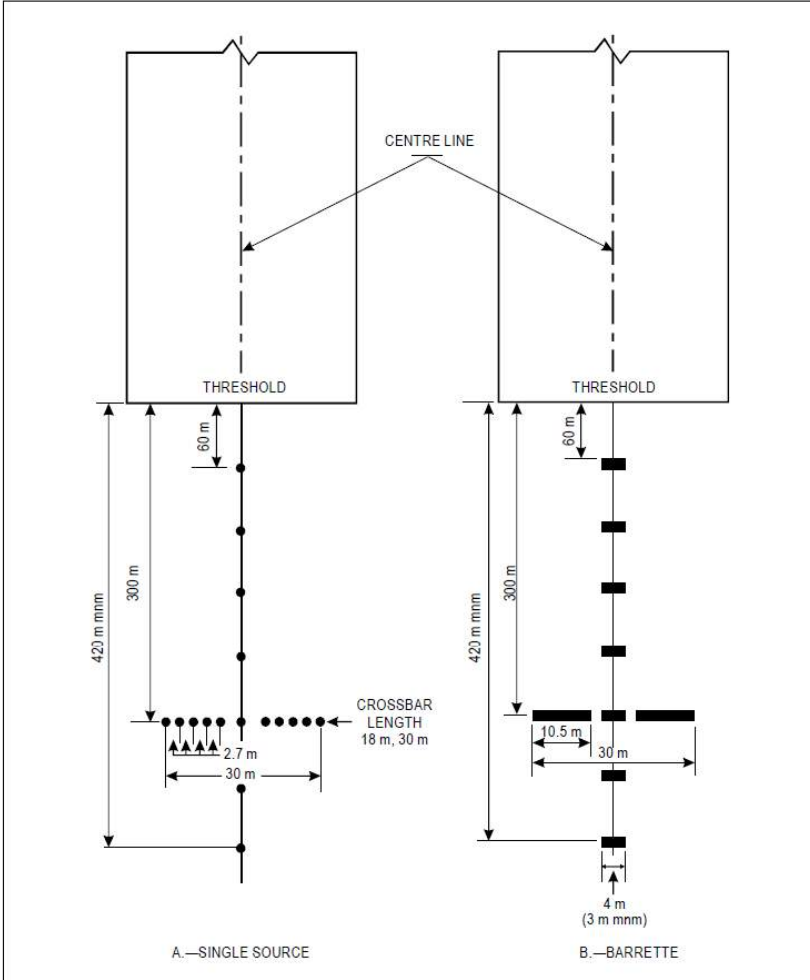 CENTRE LINE
THRESHOLD
THRESHOLD
60 m
60 m
300 m
300 m
420 m mnm
420 m mnm
CROSSBAR
LENGTH
18 m, 30 m
2.7 m
30 m
10.5 m
30 m
4 m
(3 m mnm)
A.—SINGLE SOURCE
B.—BARRETTE